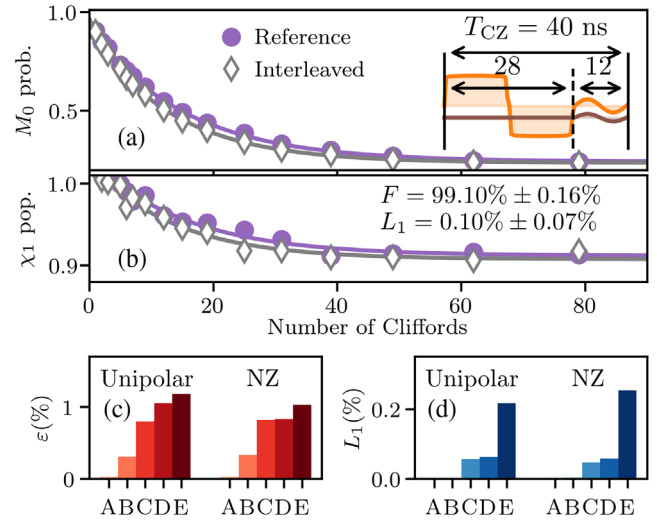 1.0
M₀ prob.
0.5
Reference
Interleaved
T_CZ = 40 ns
28
12
(a)
1.0
χ₁ pop.
0.9
F = 99.10% ± 0.16%
L₁ = 0.10% ± 0.07%
(b)
0 20 40 60 80
Number of Cliffords
ε(%)
1
0
Unipolar NZ
(c)
ABCDE ABCDE
L₁(%)
0.2
0.0
Unipolar NZ
(d)
ABCDE ABCDE